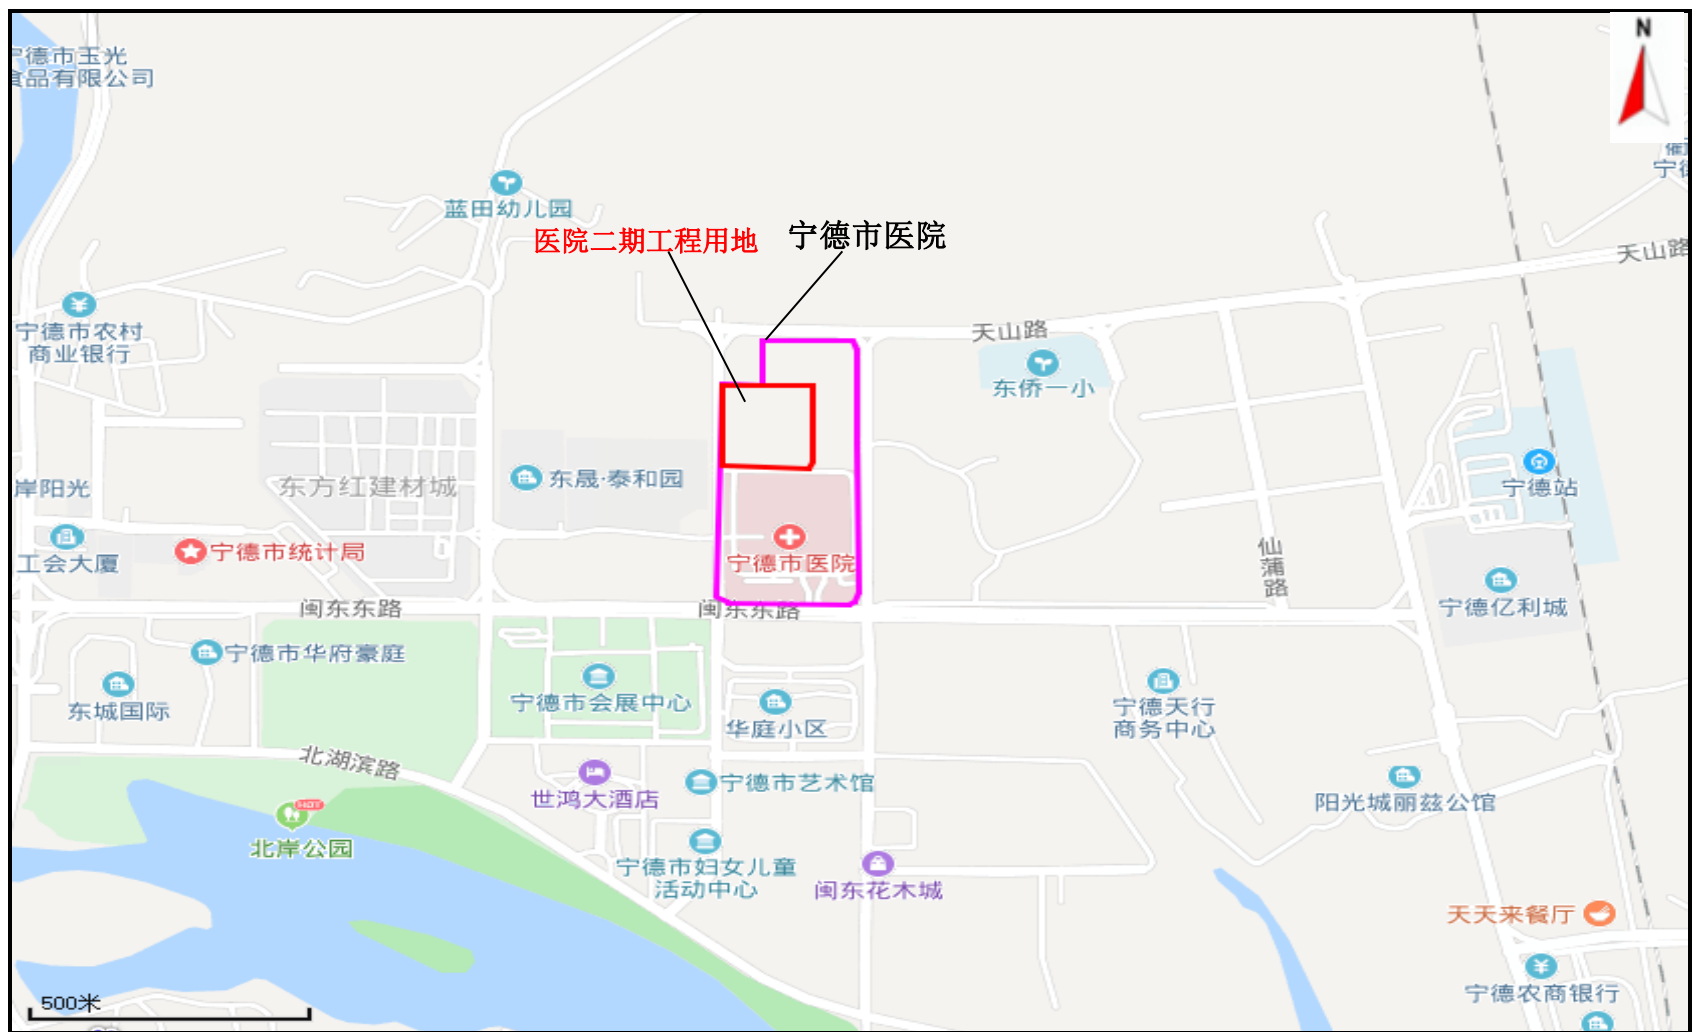 N
宁德市玉光
食品有限公司
蓝田幼儿园
医院二期工程用地
宁德市医院
天山路
宁德市农村
商业银行
天山路
东侨一小
东方红建材城
东晟·泰和园
岸阳光
宁德站
工会大厦
宁德市统计局
宁德市医院
仙蒲路
闽东东路
闽东东路
宁德亿利城
宁德市华府豪庭
东城国际
宁德市会展中心
华庭小区
宁德天行
商务中心
北湖滨路
世鸿大酒店
宁德市艺术馆
阳光城丽兹公馆
HOT
北岸公园
宁德市妇女儿童
活动中心
闽东花木城
天天来餐厅
宁德农商银行
500米